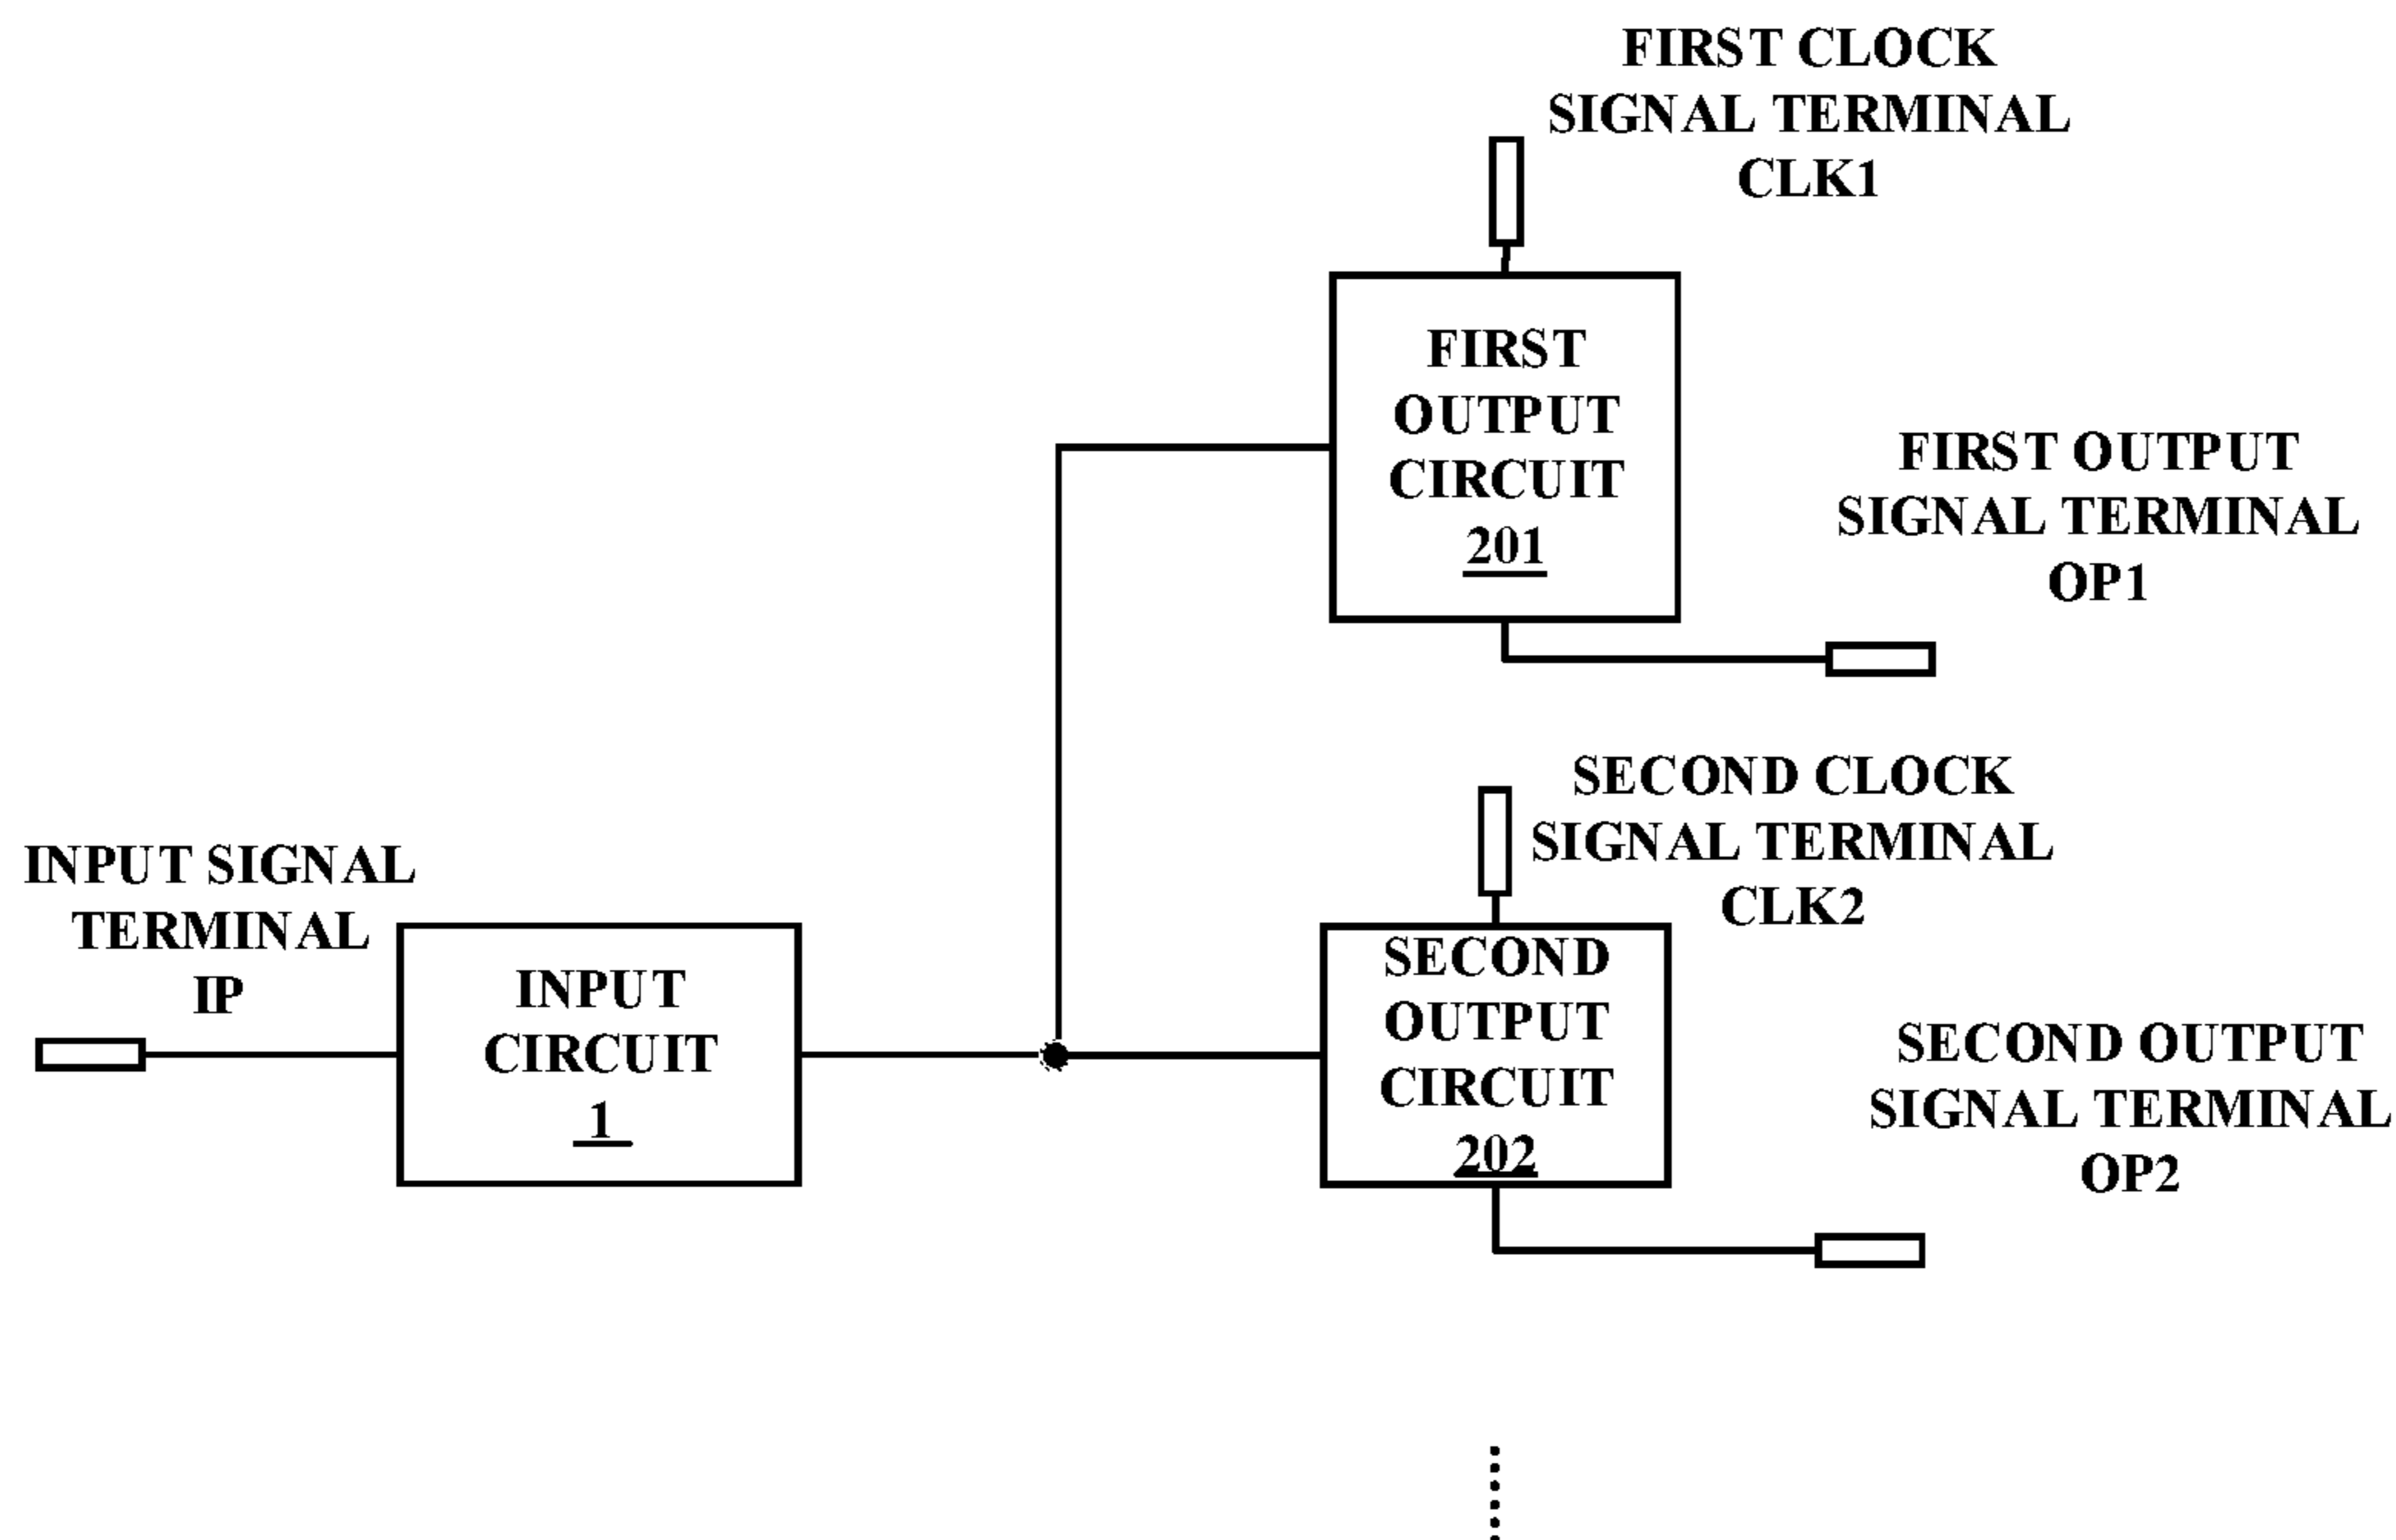 FIRST CLOCK
SIGNAL TERMINAL
CLK1
FIRST
OUTPUT
CIRCUIT
201
FIRST OUTPUT
SIGNAL TERMINAL
OP1
SECOND CLOCK
SIGNAL TERMINAL
CLK2
INPUT SIGNAL
TERMINAL
IP
INPUT
CIRCUIT
1
SECOND
OUTPUT
CIRCUIT
202
SECOND OUTPUT
SIGNAL TERMINAL
OP2